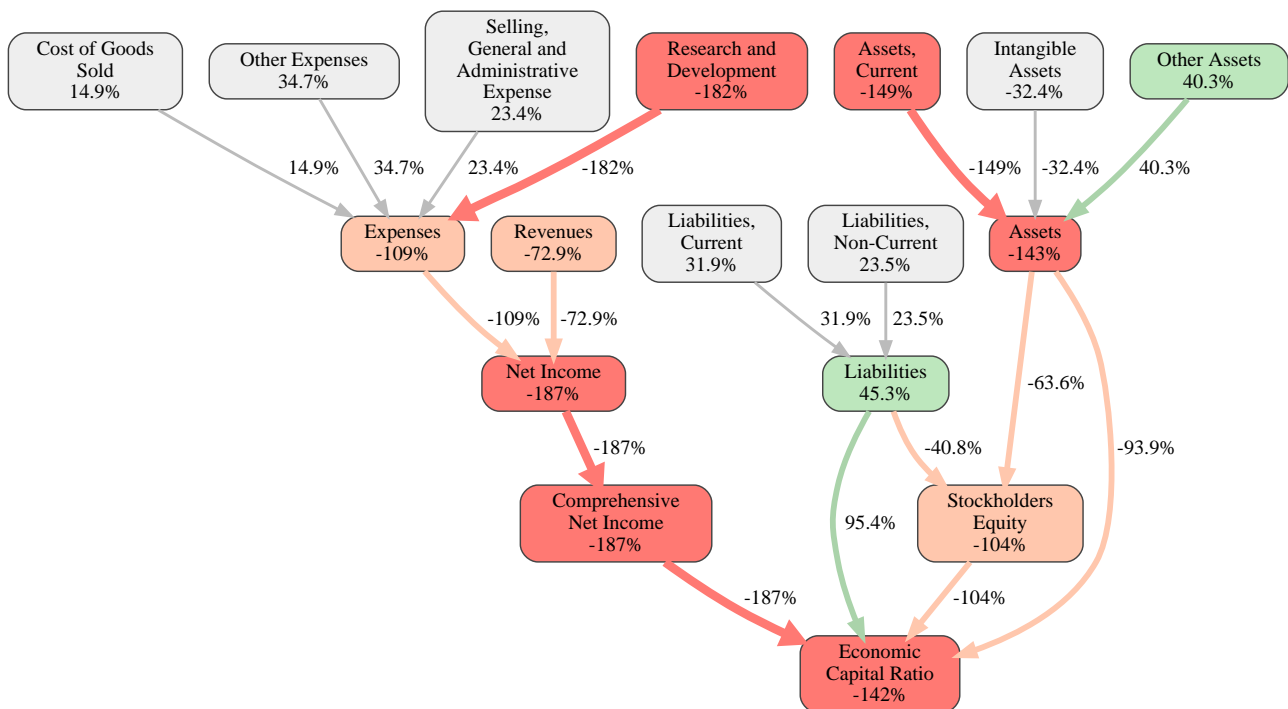 Cost of Goods
Sold
14.9%
Other Expenses
34.7%
Selling,
General and
Administrative
Expense
23.4%
Research and
Development
-182%
Assets,
Current
-149%
Intangible
Assets
-32.4%
Other Assets
40.3%
14.9%
34.7%
23.4%
-182%
-149%
-32.4%
40.3%
Expenses
-109%
Revenues
-72.9%
Liabilities,
Current
31.9%
Liabilities,
Non-Current
23.5%
Assets
-143%
-109%
-72.9%
31.9%
23.5%
Net Income
-187%
Liabilities
45.3%
-63.6%
-187%
-40.8%
-93.9%
Comprehensive
Net Income
-187%
Stockholders
Equity
-104%
95.4%
-187%
-104%
Economic
Capital Ratio
-142%